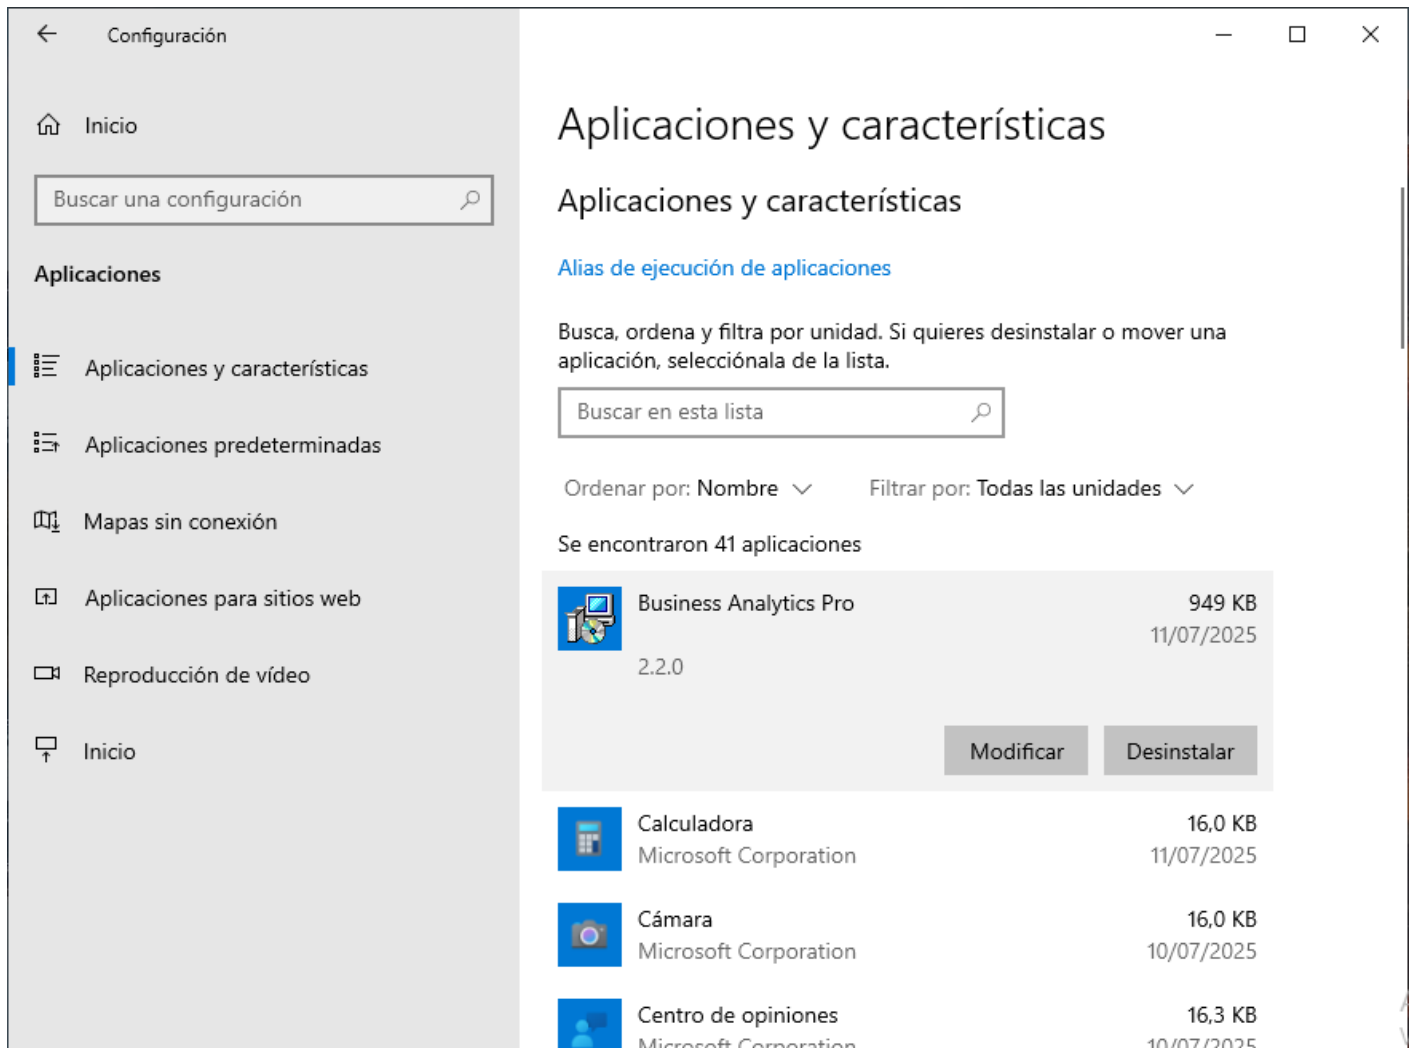 Configuración
Inicio
Buscar una configuración
Aplicaciones
Aplicaciones y características
Aplicaciones predeterminadas
Mapas sin conexión
Aplicaciones para sitios web
Reproducción de vídeo
Inicio
Aplicaciones y características
Aplicaciones y características
Alias de ejecución de aplicaciones
Busca, ordena y filtra por unidad. Si quieres desinstalar o mover una
aplicación, selecciónala de la lista.
Buscar en esta lista
Ordenar por: Nombre Filtrar por: Todas las unidades
Se encontraron 41 aplicaciones
Business Analytics Pro 949 KB
11/07/2025
2.2.0
Modificar Desinstalar
Calculadora 16,0 KB
Microsoft Corporation 11/07/2025
Cámara 16,0 KB
Microsoft Corporation 10/07/2025
Centro de opiniones 16,3 KB
Microsoft Corporation 10/07/2025